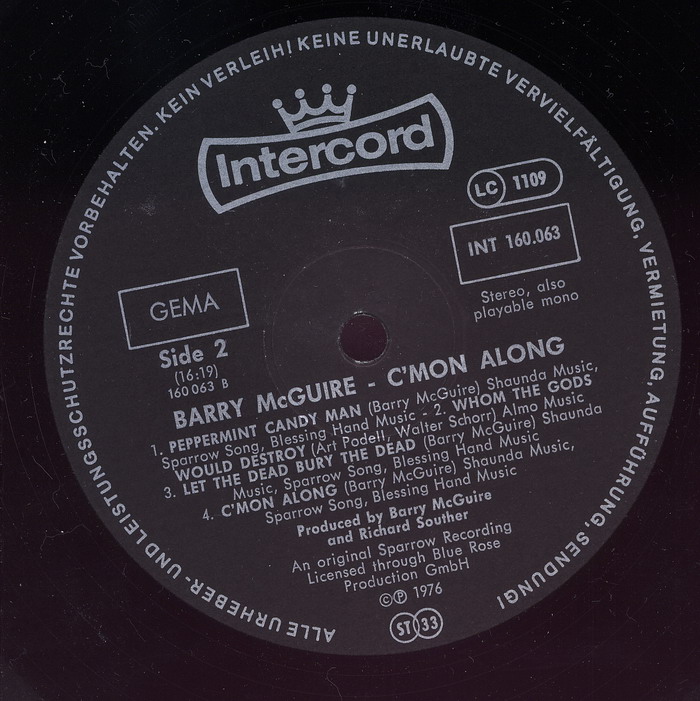 ALLE URHEBER- UND LEISTUNGSSCHUTZRECHTE VORBEHALTEN. KEIN VERLEIH! KEINE UNERLAUBTE VERVIELFÄLTIGUNG, VERMIETUNG, AUFFÜHRUNG, SENDUNG!
Intercord
LC 1109
INT 160.063
Stereo, also
playable mono
GEMA
Side 2
(16:19)
160 063 B
BARRY McGUIRE - C'MON ALONG
1. PEPPERMINT CANDY MAN (Barry McGuire) Shaunda Music,
Sparrow Song, Blessing Hand Music - 2. WHOM THE GODS
WOULD DESTROY (Art Podell, Walter Schorr) Almo Music
3. LET THE DEAD BURY THE DEAD (Barry McGuire) Shaunda
Music, Sparrow Song, Blessing Hand Music
4. C'MON ALONG (Barry McGuire) Shaunda Music,
Sparrow Song, Blessing Hand Music
Produced by Barry McGuire
and Richard Souther
An original Sparrow Recording
Licensed through Blue Rose
Production GmbH
©℗ 1976
ST 33